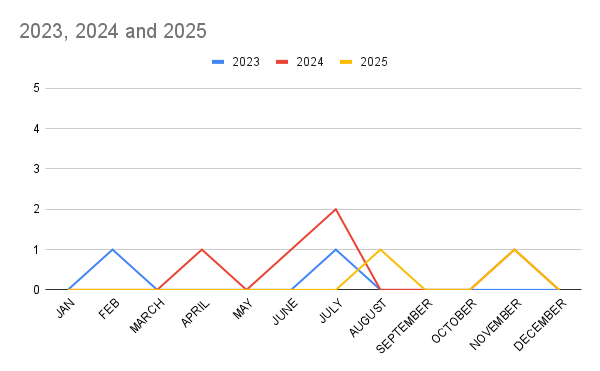 2023, 2024 and 2025
2023 2024 2025
5
4
3
2
1
0
JAN FEB MARCH APRIL MAY JUNE JULY AUGUST SEPTEMBER OCTOBER NOVEMBER DECEMBER